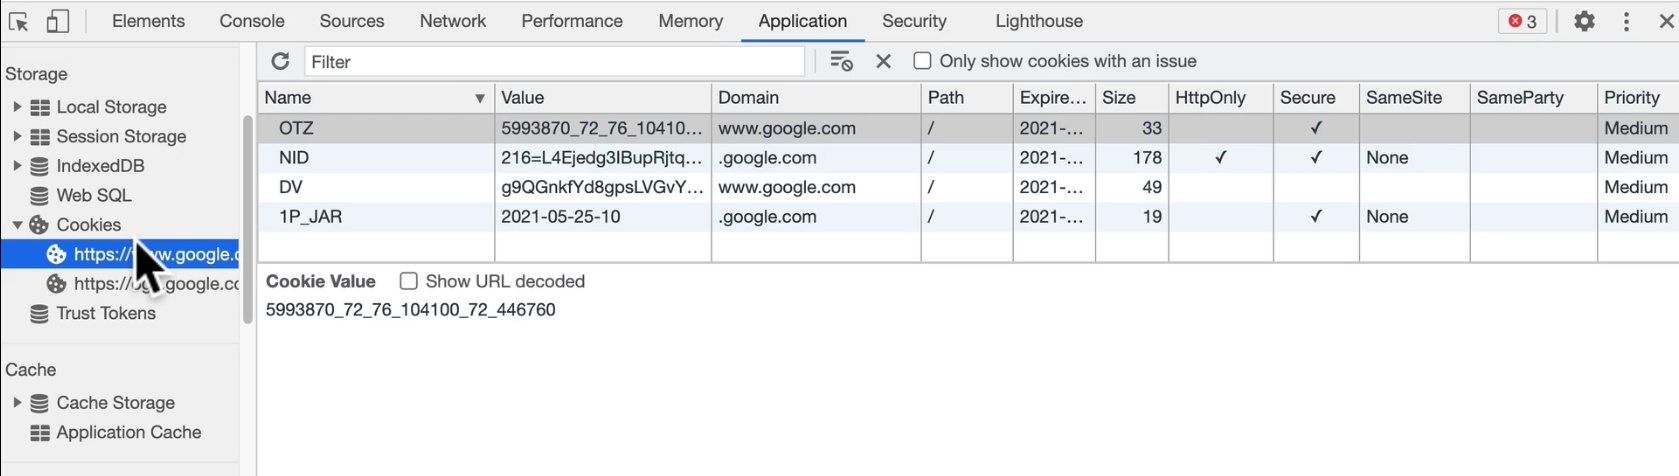 Elements Console Sources Network Performance Memory Application Security Lighthouse 3
Storage
Local Storage
Session Storage
IndexedDB
Web SQL
Cookies
https://www.google.c
https://ogs.google.co
Trust Tokens
Cache
Cache Storage
Application Cache
Filter Only show cookies with an issue
Name Value Domain Path Expire... Size HttpOnly Secure SameSite SameParty Priority
OTZ 5993870_72_76_10410... www.google.com / 2021-... 33 ✓ Medium
NID 216=L4Ejedg3IBupRjtq... .google.com / 2021-... 178 ✓ ✓ None Medium
DV g9QGnkfYd8gpsLVGvY... www.google.com / 2021-... 49 Medium
1P_JAR 2021-05-25-10 .google.com / 2021-... 19 ✓ None Medium
Cookie Value Show URL decoded
5993870_72_76_104100_72_446760